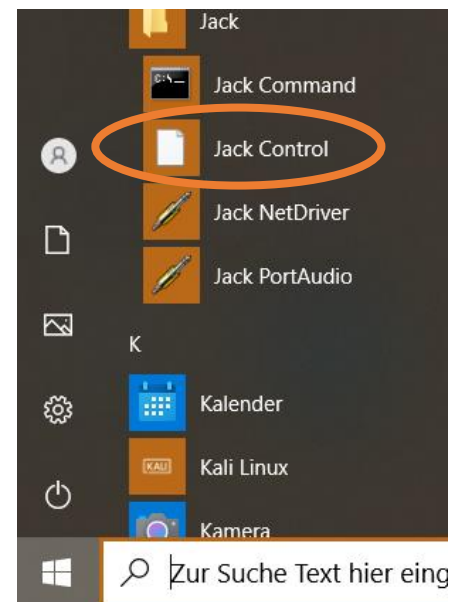 Jack
C:\_
Jack Command
Jack Control
Jack NetDriver
Jack PortAudio
K
Kalender
KALI
Kali Linux
Kamera
Zur Suche Text hier eing